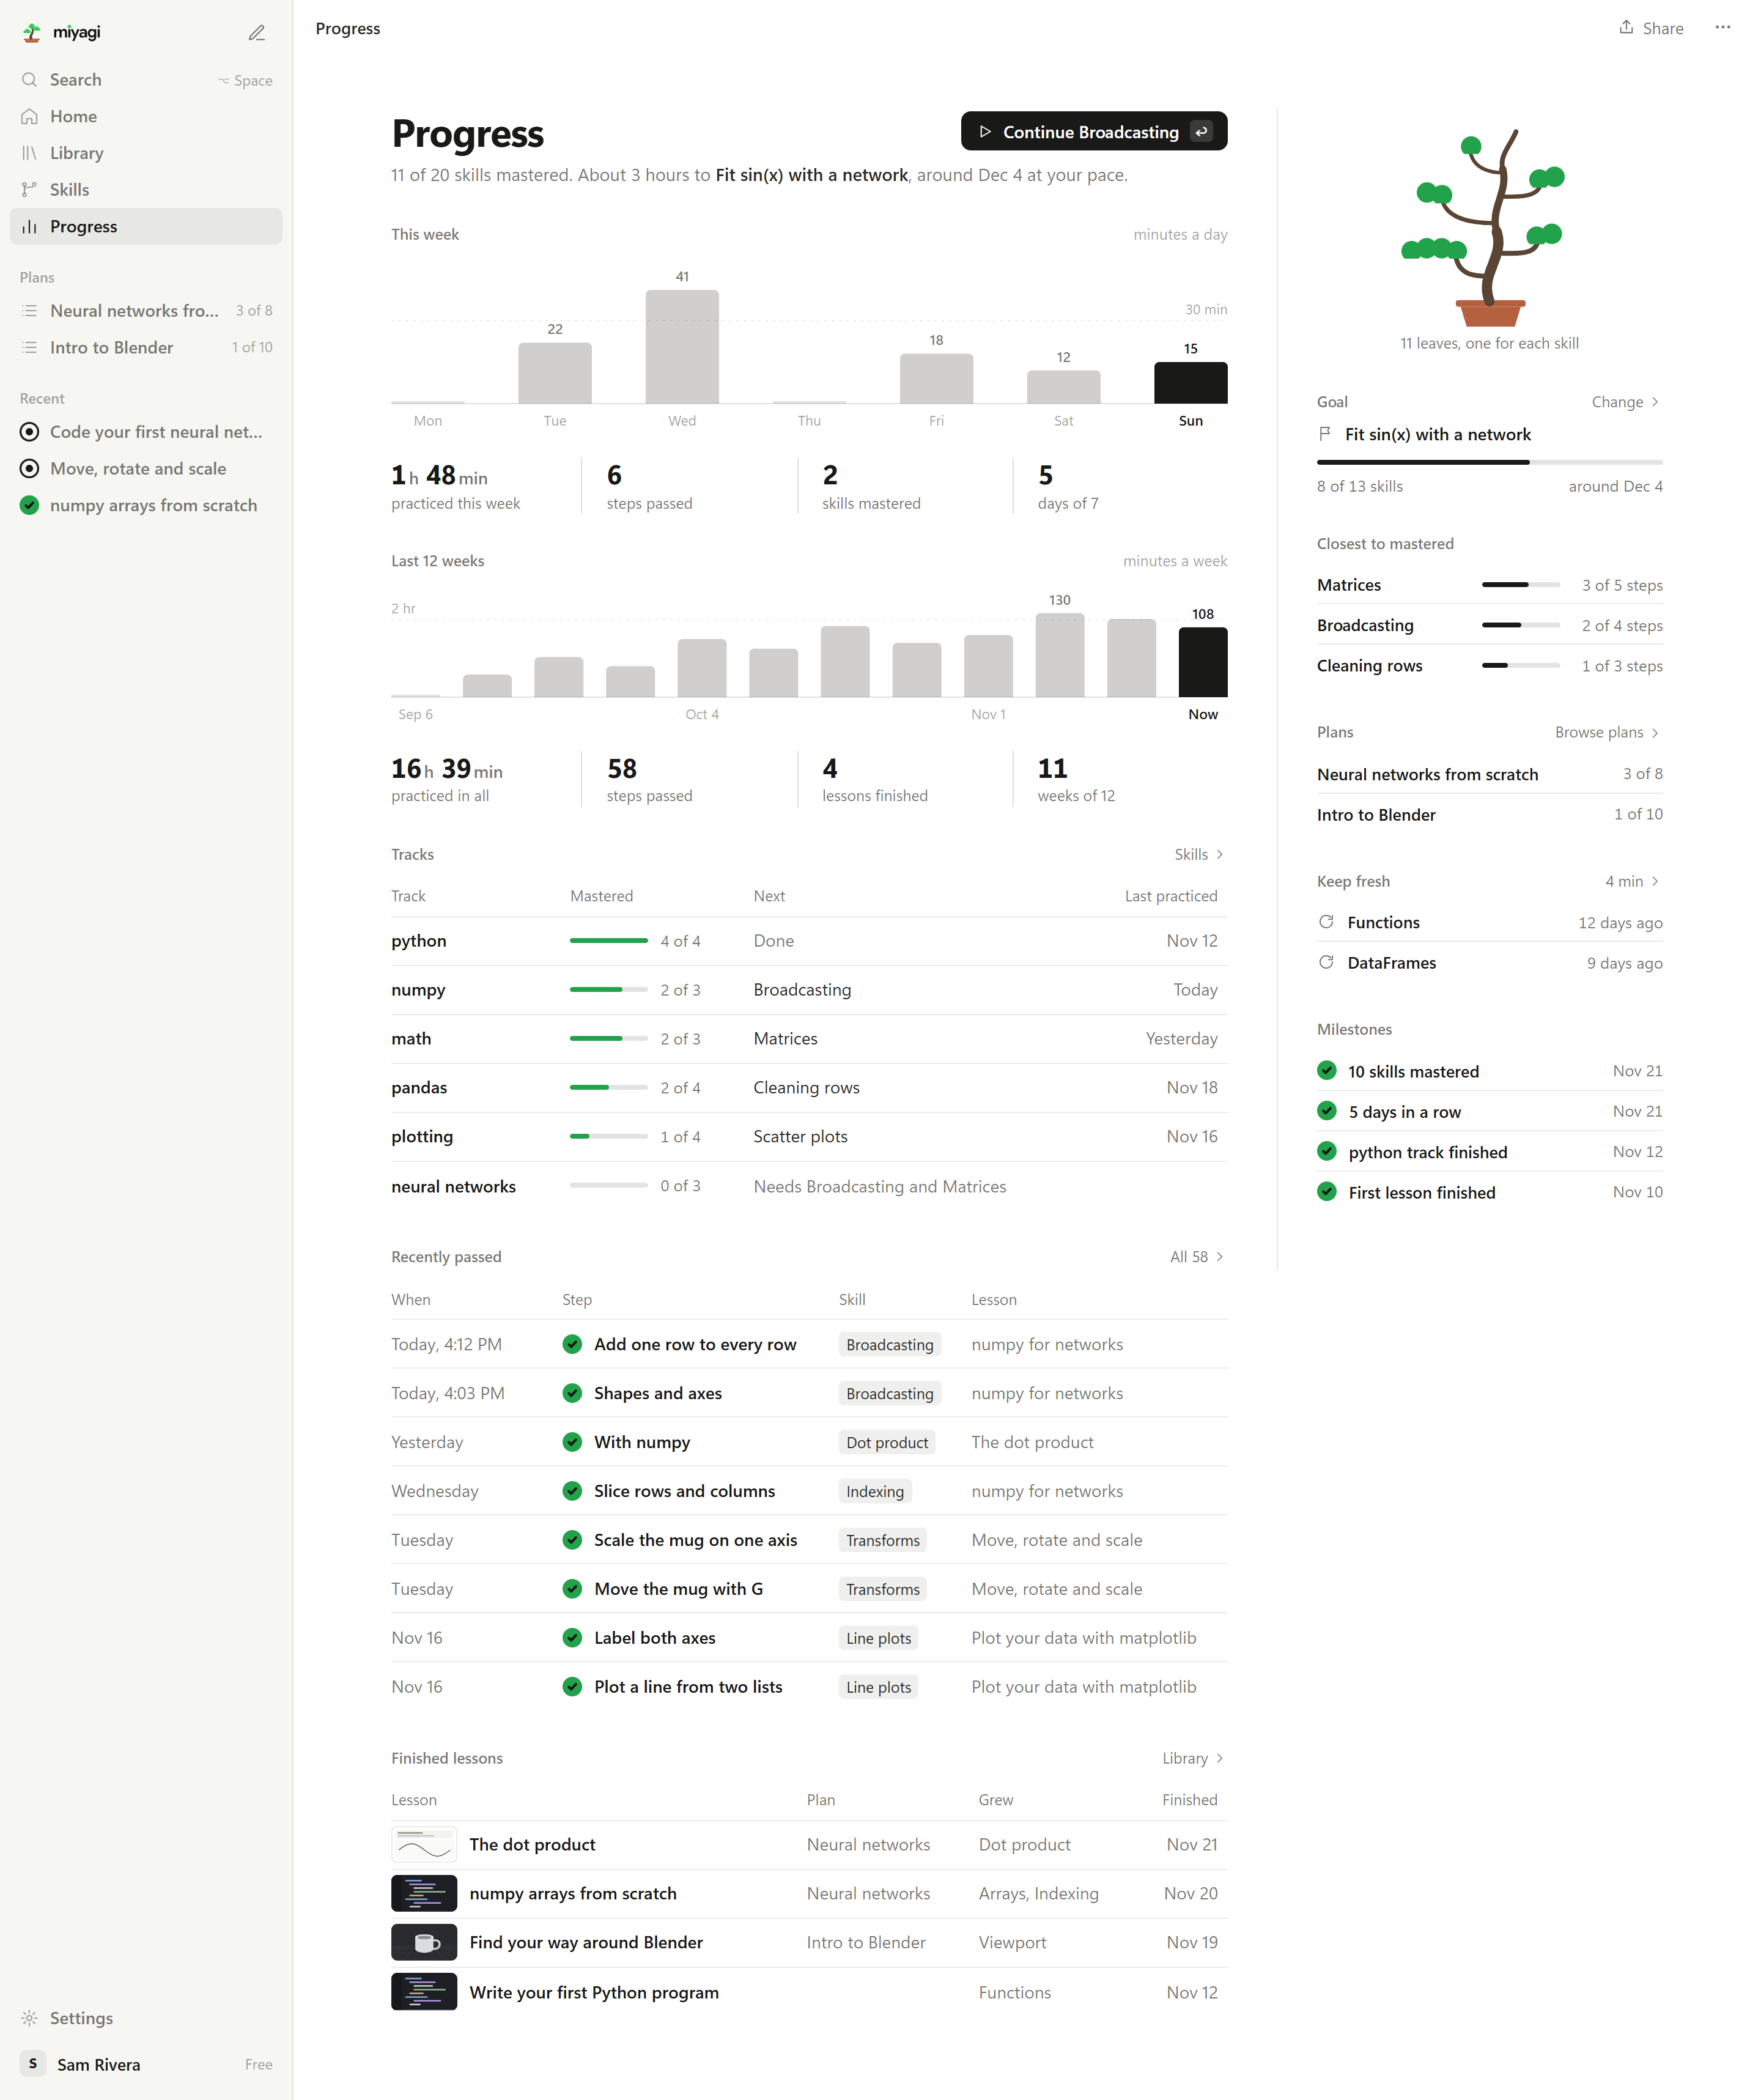 miyagi
Search
⌥ Space
Home
Library
Skills
Progress
Plans
Neural networks fro...
3 of 8
Intro to Blender
1 of 10
Recent
Code your first neural net...
Move, rotate and scale
numpy arrays from scratch
Settings
S
Sam Rivera
Free
Progress
Share
Progress
Continue Broadcasting
11 of 20 skills mastered. About 3 hours to Fit sin(x) with a network, around Dec 4 at your pace.
This week
minutes a day
41
30 min
22
18
15
12
Mon
Tue
Wed
Thu
Fri
Sat
Sun
1 h 48 min
practiced this week
6
steps passed
2
skills mastered
5
days of 7
Last 12 weeks
minutes a week
2 hr
130
108
Sep 6
Oct 4
Nov 1
Now
16 h 39 min
practiced in all
58
steps passed
4
lessons finished
11
weeks of 12
Tracks
Skills
Track
Mastered
Next
Last practiced
python
4 of 4
Done
Nov 12
numpy
2 of 3
Broadcasting
Today
math
2 of 3
Matrices
Yesterday
pandas
2 of 4
Cleaning rows
Nov 18
plotting
1 of 4
Scatter plots
Nov 16
neural networks
0 of 3
Needs Broadcasting and Matrices
Recently passed
All 58
When
Step
Skill
Lesson
Today, 4:12 PM
Add one row to every row
Broadcasting
numpy for networks
Today, 4:03 PM
Shapes and axes
Broadcasting
numpy for networks
Yesterday
With numpy
Dot product
The dot product
Wednesday
Slice rows and columns
Indexing
numpy for networks
Tuesday
Scale the mug on one axis
Transforms
Move, rotate and scale
Tuesday
Move the mug with G
Transforms
Move, rotate and scale
Nov 16
Label both axes
Line plots
Plot your data with matplotlib
Nov 16
Plot a line from two lists
Line plots
Plot your data with matplotlib
Finished lessons
Library
Lesson
Plan
Grew
Finished
The dot product
Neural networks
Dot product
Nov 21
numpy arrays from scratch
Neural networks
Arrays, Indexing
Nov 20
Find your way around Blender
Intro to Blender
Viewport
Nov 19
Write your first Python program
Functions
Nov 12
11 leaves, one for each skill
Goal
Change
Fit sin(x) with a network
8 of 13 skills
around Dec 4
Closest to mastered
Matrices
3 of 5 steps
Broadcasting
2 of 4 steps
Cleaning rows
1 of 3 steps
Plans
Browse plans
Neural networks from scratch
3 of 8
Intro to Blender
1 of 10
Keep fresh
4 min
Functions
12 days ago
DataFrames
9 days ago
Milestones
10 skills mastered
Nov 21
5 days in a row
Nov 21
python track finished
Nov 12
First lesson finished
Nov 10